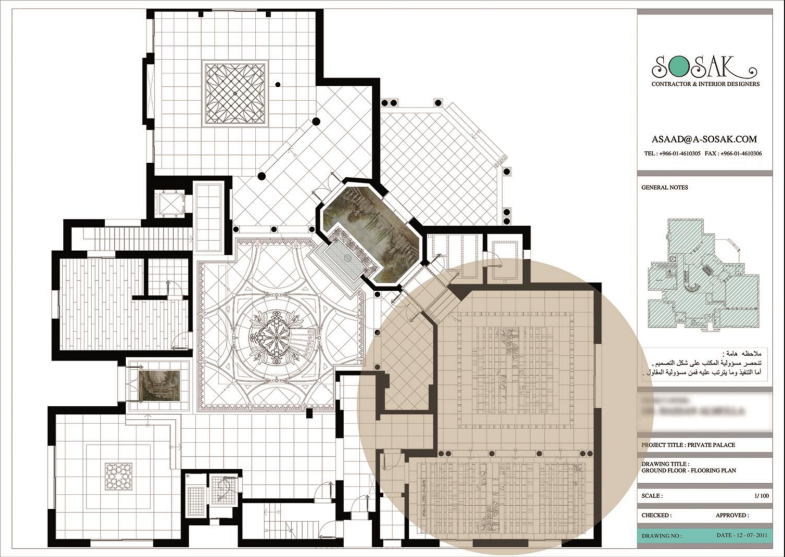 SOSAK
CONTRACTOR & INTERIOR DESIGNERS
ASAAD@A-SOSAK.COM
TEL : +966-01-4610305 FAX : +966-01-4610306
GENERAL NOTES
ملاحظه هامة :
تنحصر مسؤولية المكتب على شكل التصميم ,
أما التنفيذ وما يترتب عليه فمن مسؤولية المقاول .
PROJECT TITLE : PRIVATE PALACE
DRAWING TITLE :
GROUND FLOOR - FLOORING PLAN
SCALE : 1/ 100
CHECKED : APPROVED :
DRAWING NO : DATE - 12 - 07- 2011